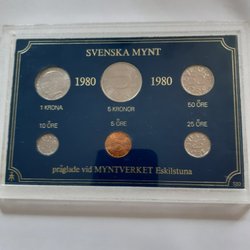 SVENSKA MYNT
1980 1980
1 KRONA 5 KRONOR 50 ÖRE
10 ÖRE 5 ÖRE 25 ÖRE
präglade vid MYNTVERKET Eskilstuna